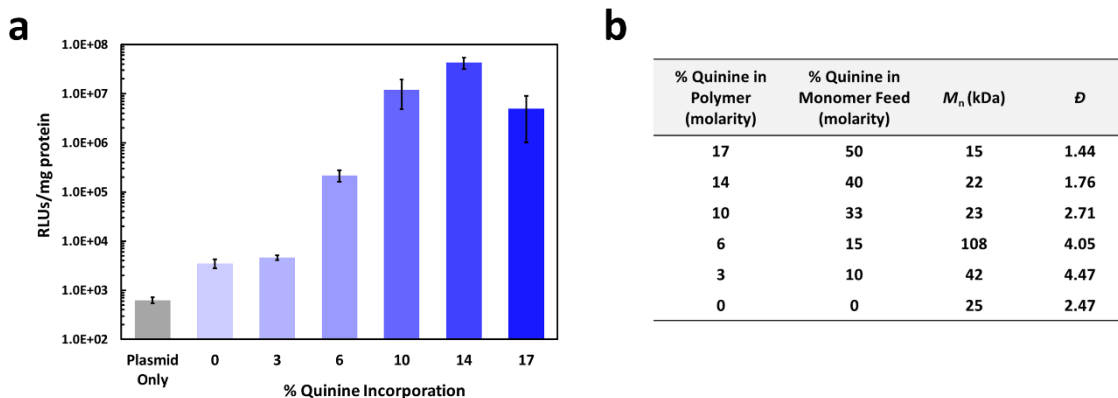 a
1.0E+08
1.0E+07
1.0E+06
1.0E+05
1.0E+04
1.0E+03
1.0E+02
RLUs/mg protein
Plasmid
Only
0
3
6
10
14
17
% Quinine Incorporation
b
% Quinine in
Polymer
(molarity)
% Quinine in
Monomer Feed
(molarity)
Mn (kDa)
Đ
17 50 15 1.44
14 40 22 1.76
10 33 23 2.71
6 15 108 4.05
3 10 42 4.47
0 0 25 2.47